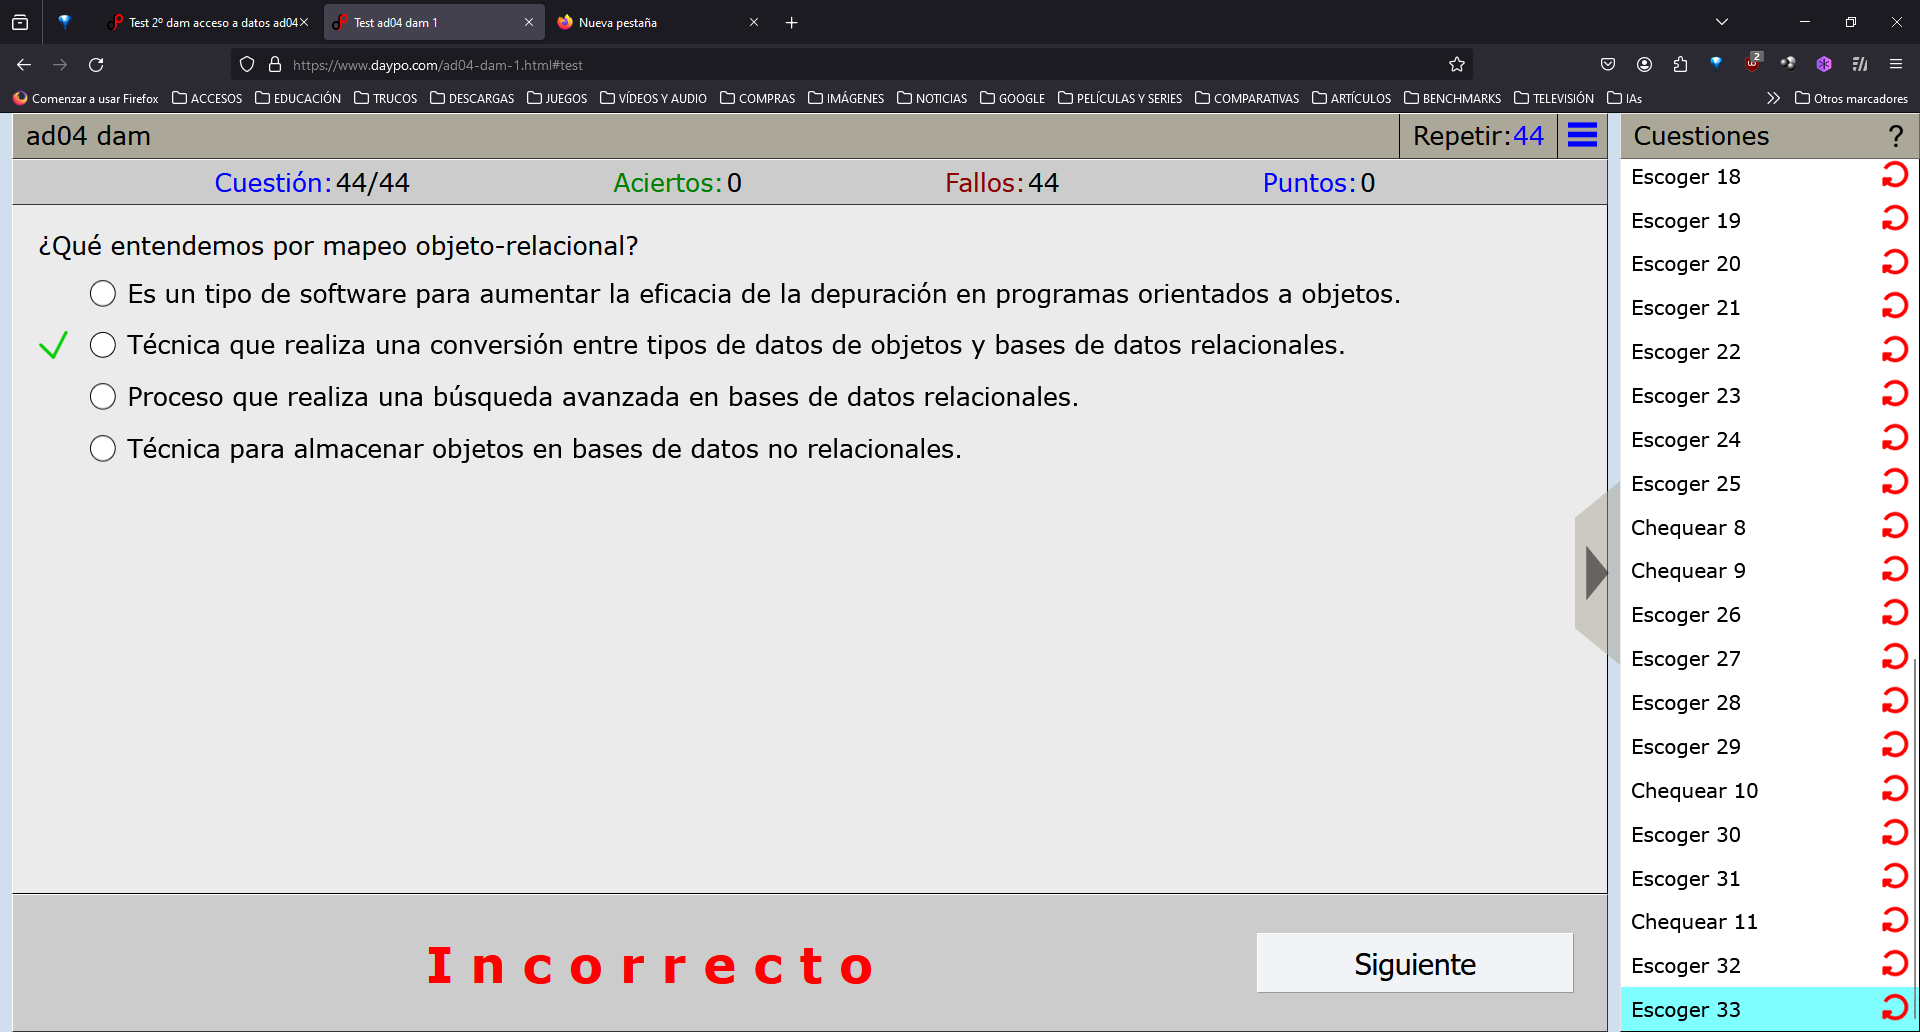 Test 2º dam acceso a datos ad04
Test ad04 dam 1
Nueva pestaña
https://www.daypo.com/ad04-dam-1.html#test
2
Comenzar a usar Firefox
ACCESOS
EDUCACIÓN
TRUCOS
DESCARGAS
JUEGOS
VÍDEOS Y AUDIO
COMPRAS
IMÁGENES
NOTICIAS
GOOGLE
PELÍCULAS Y SERIES
COMPARATIVAS
ARTÍCULOS
BENCHMARKS
TELEVISIÓN
IAs
Otros marcadores
ad04 dam
Repetir:44
Cuestión:44/44
Aciertos:0
Fallos:44
Puntos:0
¿Qué entendemos por mapeo objeto-relacional?
Es un tipo de software para aumentar la eficacia de la depuración en programas orientados a objetos.
Técnica que realiza una conversión entre tipos de datos de objetos y bases de datos relacionales.
Proceso que realiza una búsqueda avanzada en bases de datos relacionales.
Técnica para almacenar objetos en bases de datos no relacionales.
Incorrecto
Siguiente
Cuestiones
?
Escoger 18
Escoger 19
Escoger 20
Escoger 21
Escoger 22
Escoger 23
Escoger 24
Escoger 25
Chequear 8
Chequear 9
Escoger 26
Escoger 27
Escoger 28
Escoger 29
Chequear 10
Escoger 30
Escoger 31
Chequear 11
Escoger 32
Escoger 33